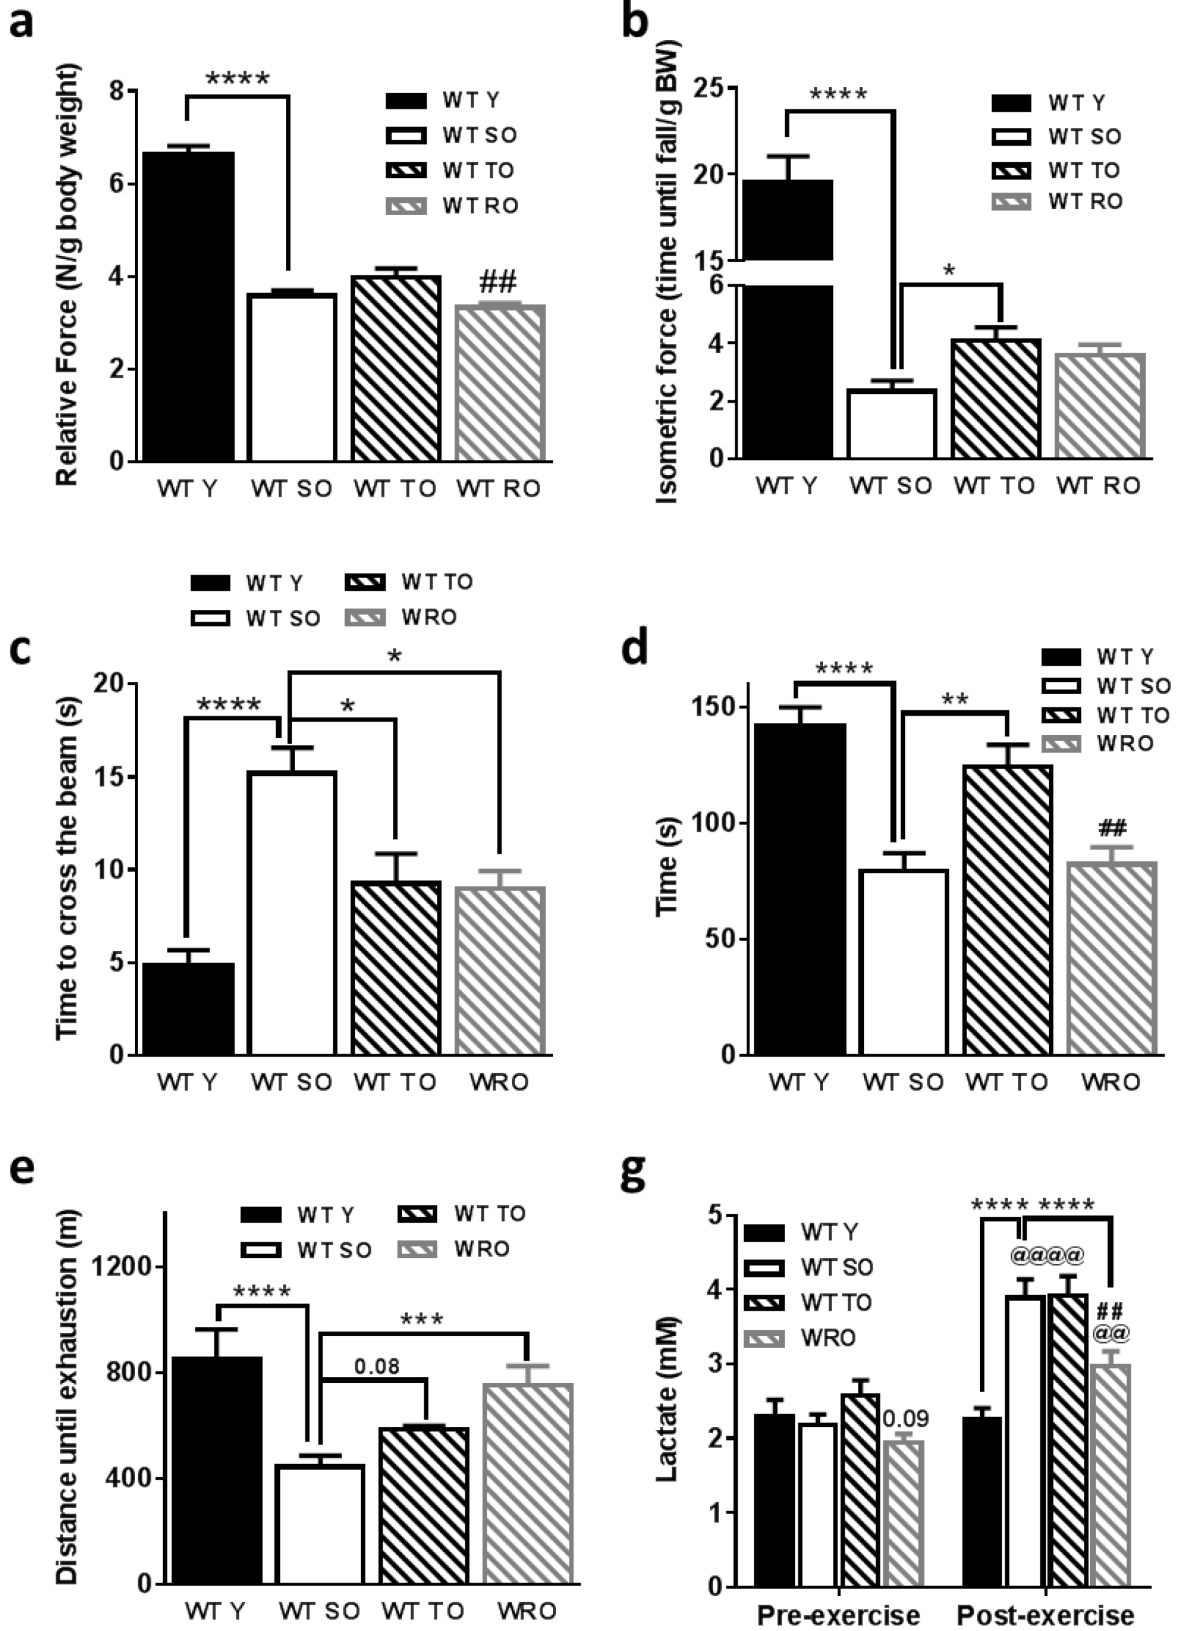 a
Relative Force (N/g body weight)
8
6
4
2
0
****
##
WT Y
WT SO
WT TO
WT RO
WT Y WT SO WT TO WT RO
b
Isometric force (time until fall/g BW)
25
20
15
6
4
2
0
****
*
WT Y
WT SO
WT TO
WT RO
WT Y WT SO WT TO WT RO
WT Y WT TO
WT SO WRO
c
Time to cross the beam (s)
20
15
10
5
0
****
*
*
WT Y WT SO WT TO WRO
d
Time (s)
150
100
50
0
****
**
##
WT Y
WT SO
WT TO
WRO
WT Y WT SO WT TO WRO
e
Distance until exhaustion (m)
1200
800
400
0
WT Y WT TO
WT SO WRO
****
***
0.08
WT Y WT SO WT TO WRO
g
Lactate (mM)
5
4
3
2
1
0
WT Y
WT SO
WT TO
WRO
0.09
**** ****
@@@@
##
@@
Pre-exercise Post-exercise